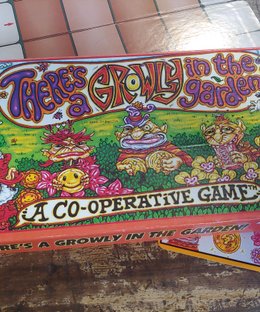 THERE'S
a
GROWLY
in the
garden
A CO-OPERATIVE GAME
RE'S A GROWLY IN THE GARDEN!